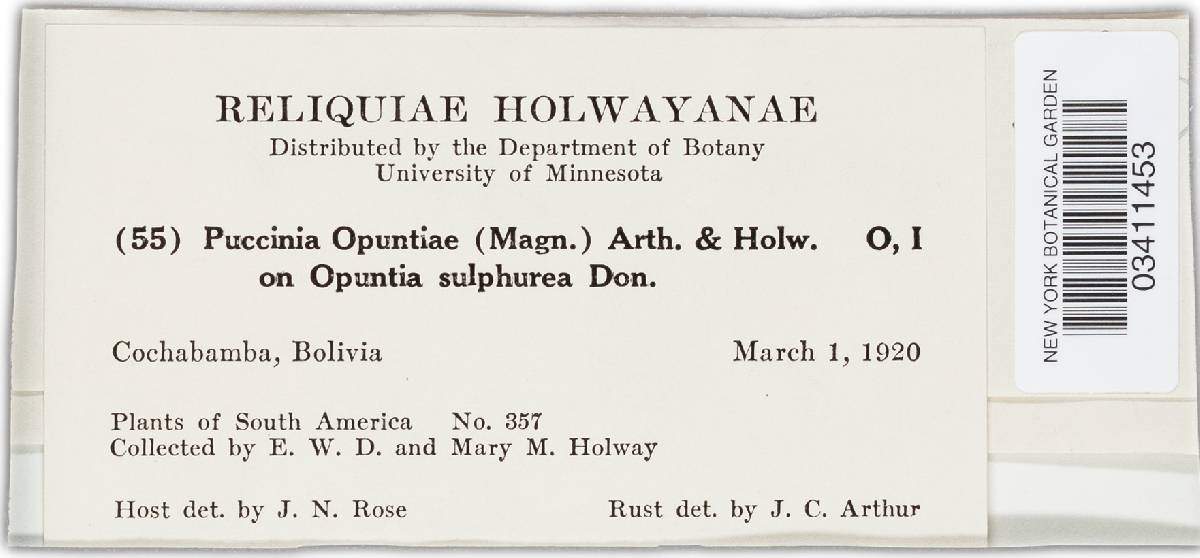 RELIQUIAE HOLWAYANAE
Distributed by the Department of Botany
University of Minnesota
(55) Puccinia Opuntiae (Magn.) Arth. & Holw. O, I
on Opuntia sulphurea Don.
Cochabamba, Bolivia March 1, 1920
Plants of South America No. 357
Collected by E. W. D. and Mary M. Holway
Host det. by J. N. Rose Rust det. by J. C. Arthur
NEW YORK BOTANICAL GARDEN
03411453